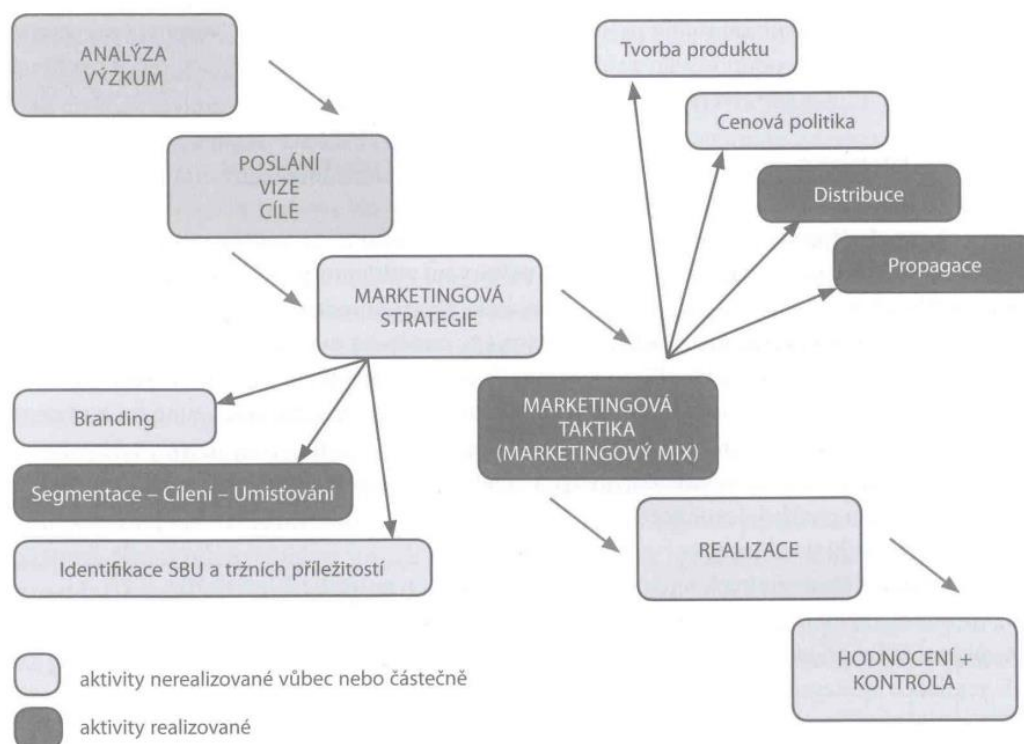 ANALÝZA
VÝZKUM
POSLÁNÍ
VIZE
CÍLE
MARKETINGOVÁ
STRATEGIE
Branding
Segmentace – Cílení – Umisťování
Identifikace SBU a tržních příležitostí
Tvorba produktu
Cenová politika
Distribuce
Propagace
MARKETINGOVÁ
TAKTIKA
(MARKETINGOVÝ MIX)
REALIZACE
HODNOCENÍ +
KONTROLA
aktivity nerealizované vůbec nebo částečně
aktivity realizované